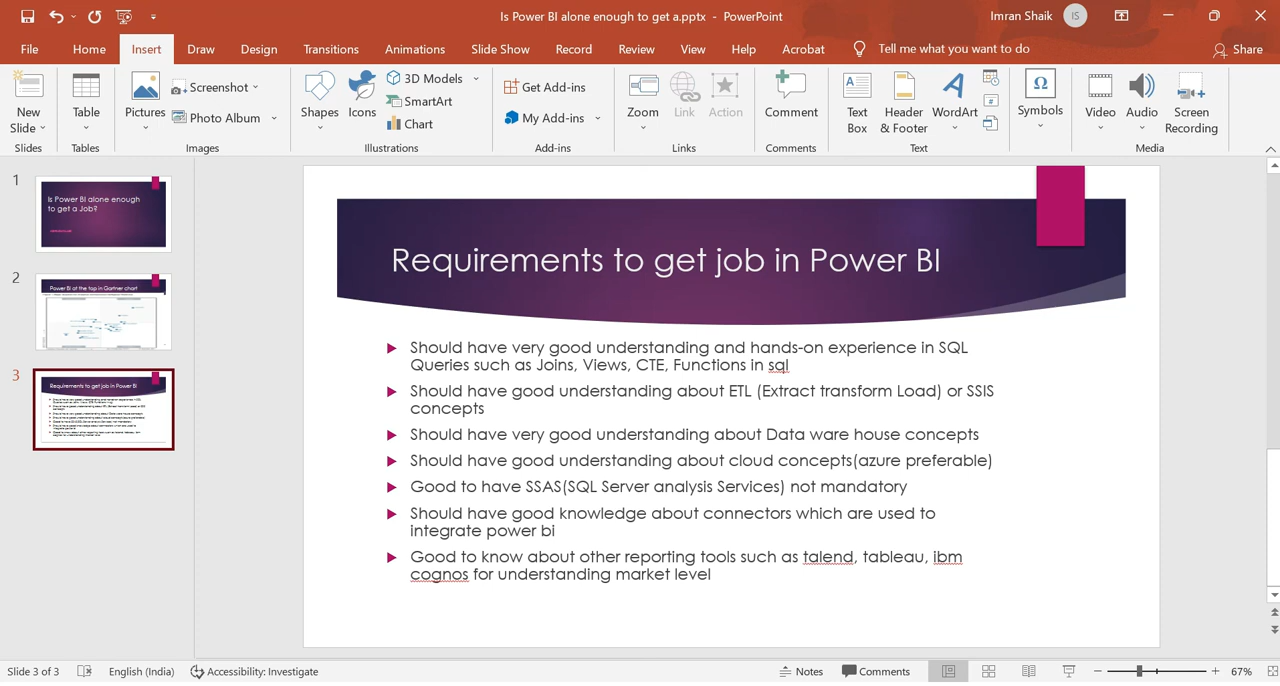 Is Power BI alone enough to get a.pptx - PowerPoint
Imran Shaik
IS
File Home Insert Draw Design Transitions Animations Slide Show Record Review View Help Acrobat Tell me what you want to do Share
New Slide
Table
Pictures
Screenshot
Photo Album
Shapes
Icons
3D Models
SmartArt
Chart
Get Add-ins
My Add-ins
Zoom
Link
Action
Comment
Text Box
Header & Footer
WordArt
Symbols
Video
Audio
Screen Recording
Slides Tables Images Illustrations Add-ins Links Comments Text Media
1
Is Power BI alone enough
to get a Job?
2
Power BI at the top in Gartner chart
3
Requirements to get job in Power BI
Requirements to get job in Power BI
Should have very good understanding and hands-on experience in SQL
Queries such as Joins, Views, CTE, Functions in sql
Should have good understanding about ETL (Extract transform Load) or SSIS
concepts
Should have very good understanding about Data ware house concepts
Should have good understanding about cloud concepts(azure preferable)
Good to have SSAS(SQL Server analysis Services) not mandatory
Should have good knowledge about connectors which are used to
integrate power bi
Good to know about other reporting tools such as talend, tableau, ibm
cognos for understanding market level
Slide 3 of 3 English (India) Accessibility: Investigate Notes Comments 67%